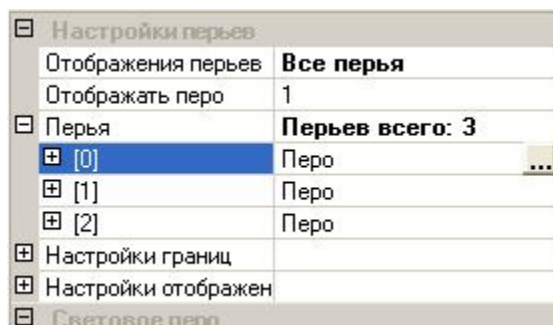 Настройки перьев
Отображения перьев Все перья
Отображать перо 1
Перья Перьев всего: 3
[0] Перо ...
[1] Перо
[2] Перо
Настройки границ
Настройки отображен
Световое перо